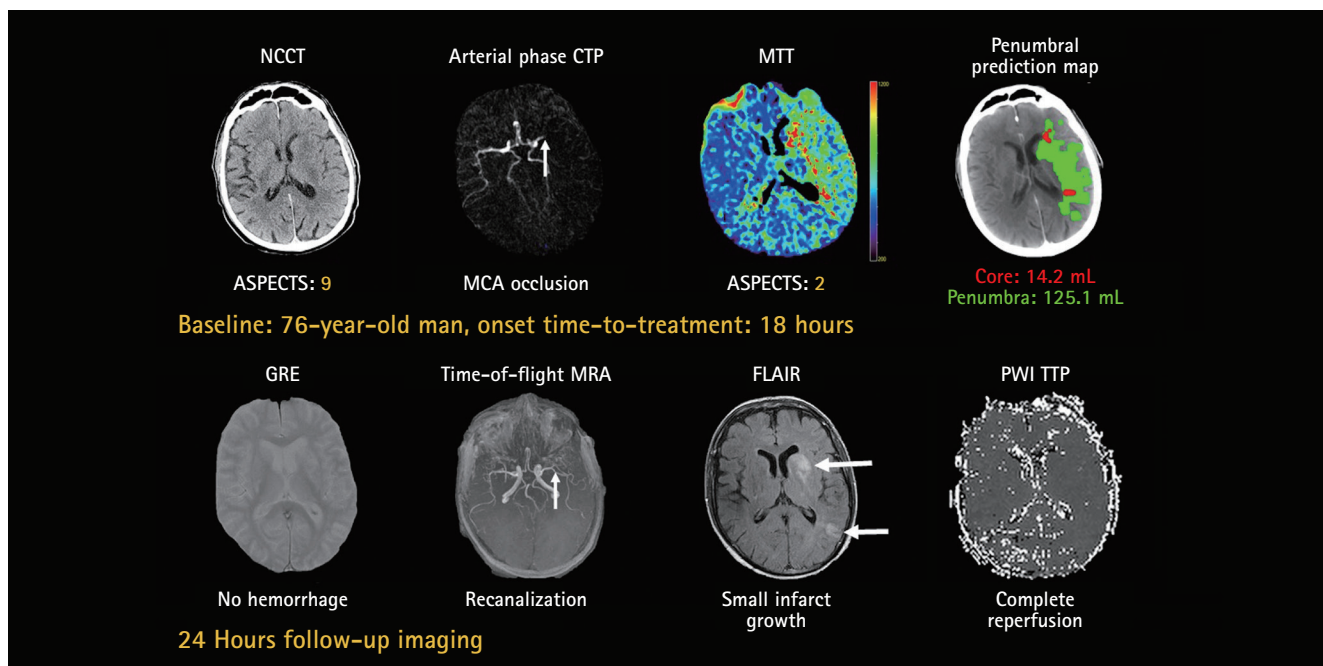 NCCT
Arterial phase CTP
MTT
Penumbral
prediction map
1200
200
ASPECTS: 9
MCA occlusion
ASPECTS: 2
Core: 14.2 mL
Penumbra: 125.1 mL
Baseline: 76-year-old man, onset time-to-treatment: 18 hours
GRE
Time-of-flight MRA
FLAIR
PWI TTP
No hemorrhage
Recanalization
Small infarct
growth
Complete
reperfusion
24 Hours follow-up imaging